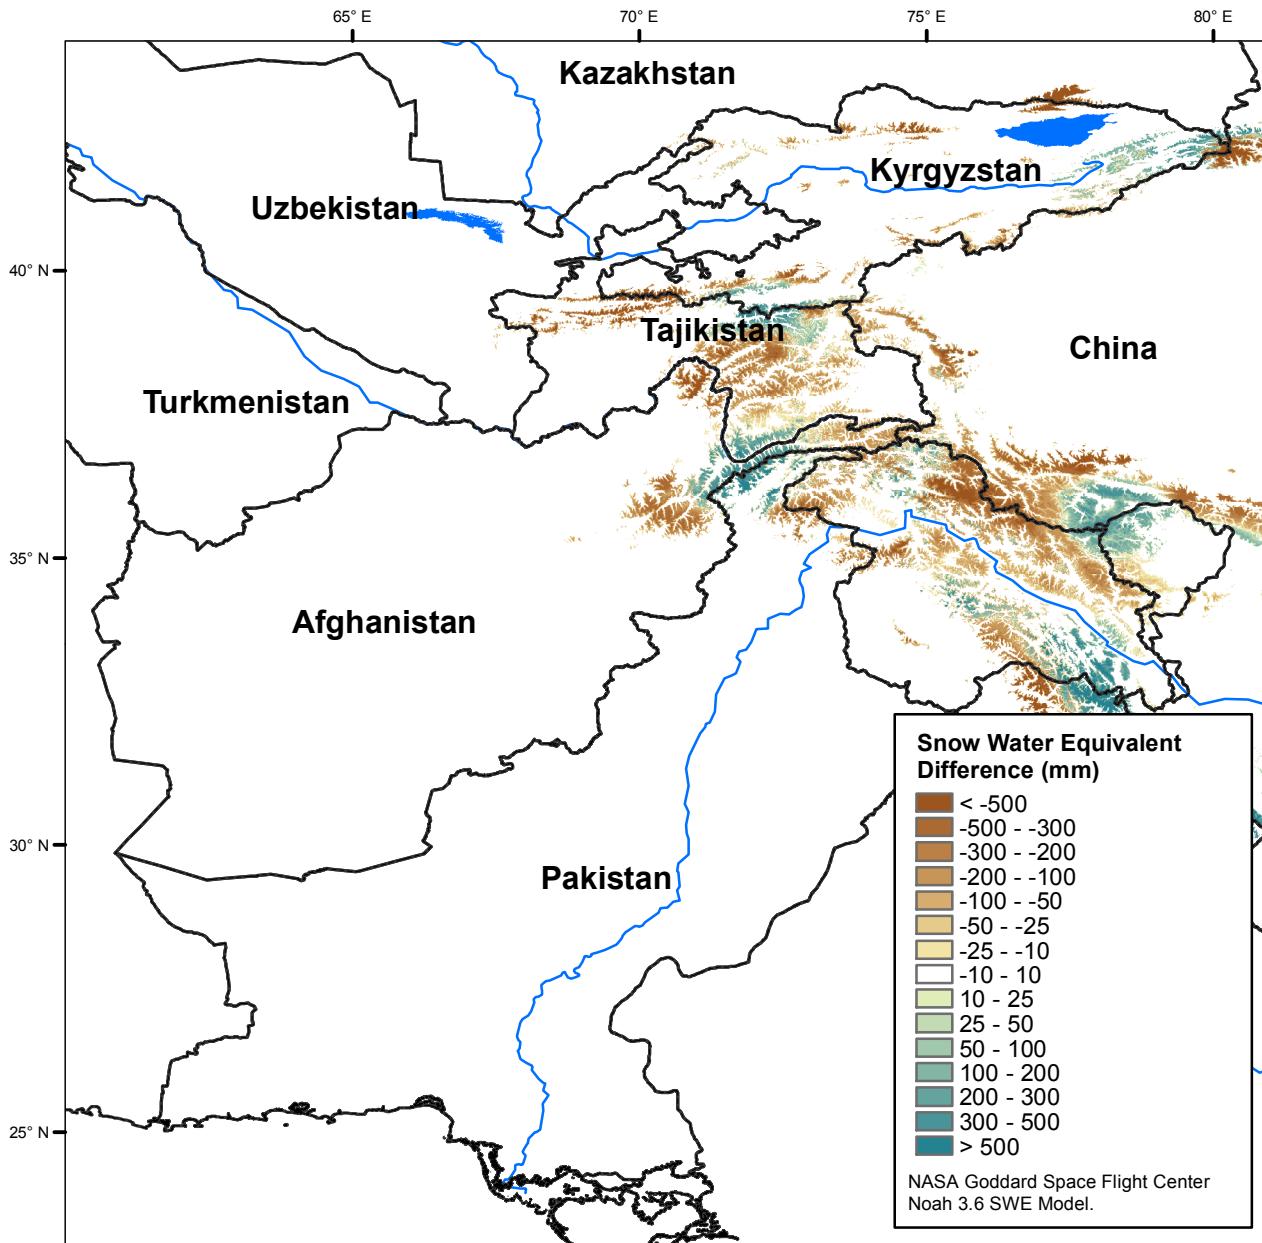 65° E
70° E
75° E
80° E
Kazakhstan
Kyrgyzstan
Uzbekistan
40° N
Tajikistan
China
Turkmenistan
35° N
Afghanistan
Snow Water Equivalent
Difference (mm)
< -500
-500 - -300
-300 - -200
-200 - -100
-100 - -50
-50 - -25
-25 - -10
-10 - 10
10 - 25
25 - 50
50 - 100
100 - 200
200 - 300
300 - 500
> 500
NASA Goddard Space Flight Center
Noah 3.6 SWE Model.
30° N
Pakistan
25° N